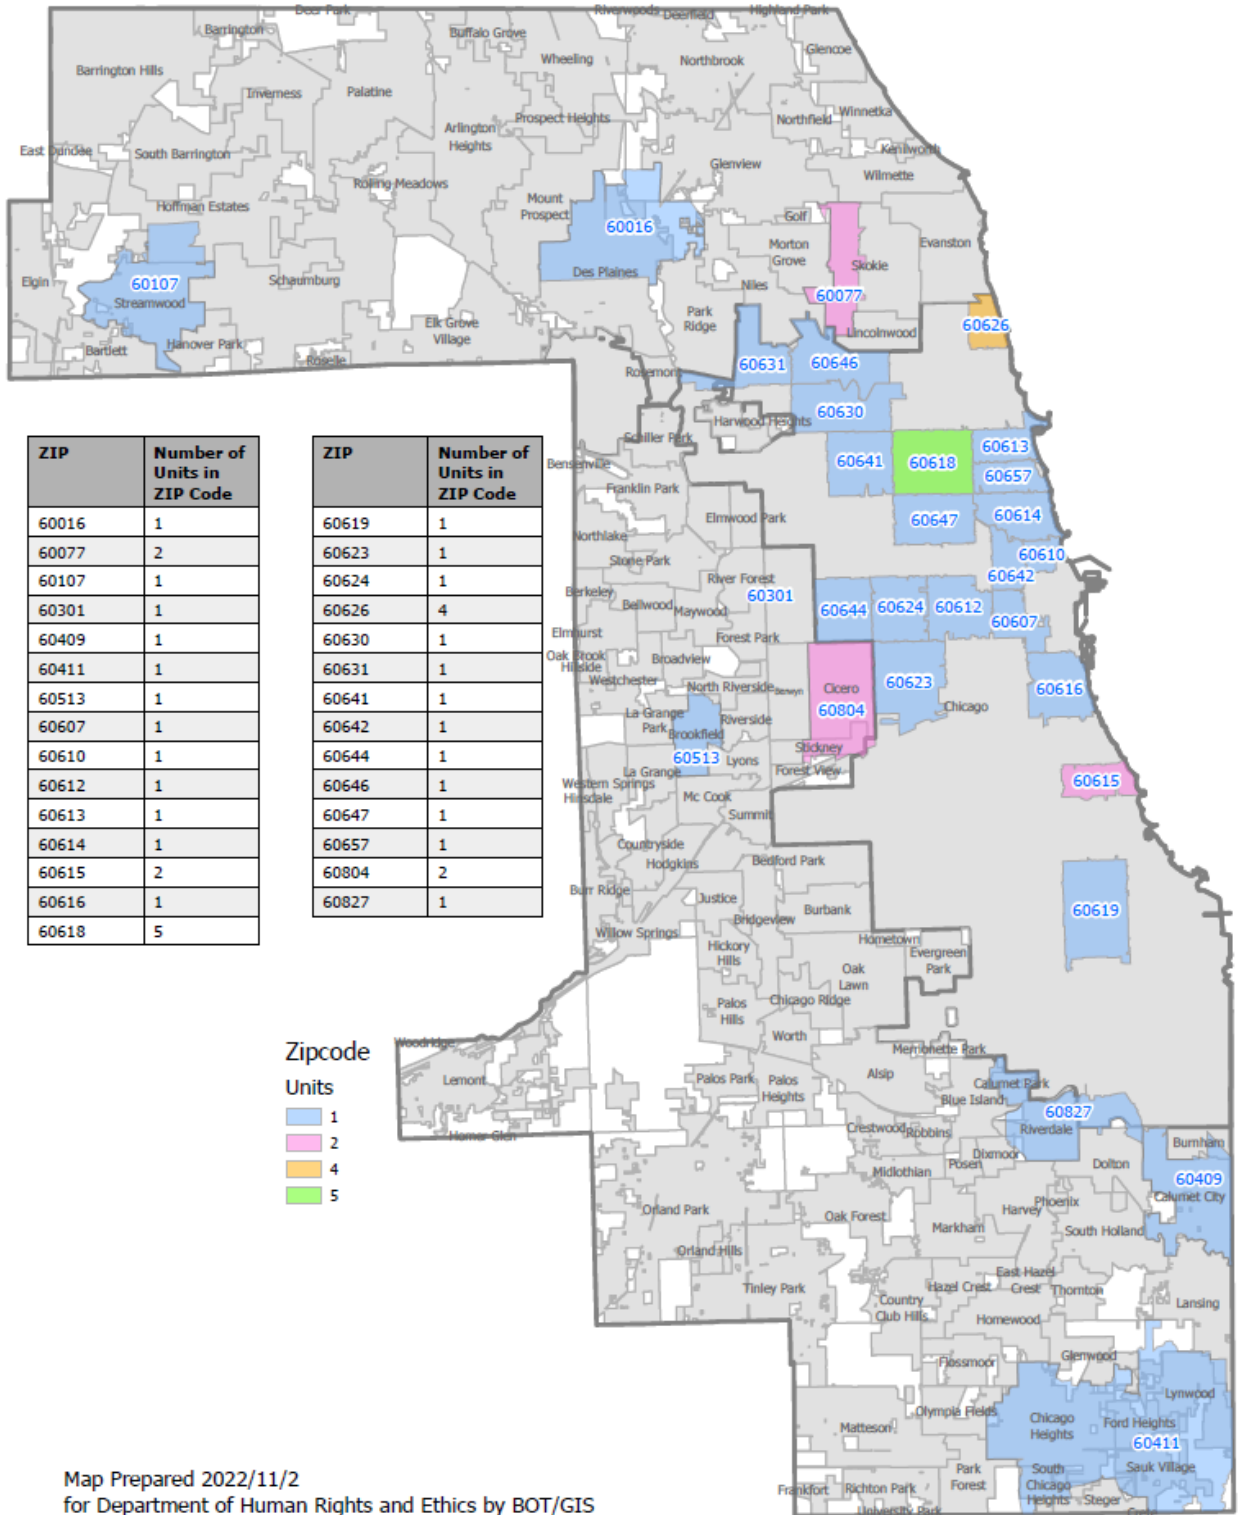 Deer Park
Riverwoods
Deerfield
Highland Park
Barrington
Buffalo Grove
Glencoe
Wheeling
Northbrook
Barrington Hills
Inverness
Palatine
Winnetka
Northfield
Prospect Heights
Arlington
Heights
East Dundee
South Barrington
Kenilworth
Glenview
Wilmette
Rolling Meadows
Mount
Prospect
Hoffman Estates
Golf
60016
Evanston
Morton
Grove
Skokie
Des Plaines
Elgin
60107
Schaumburg
Niles
60077
Streamwood
Park
Ridge
60626
Elk Grove
Village
Lincolnwood
Bartlett
Hanover Park
Roselle
60631
60646
Rosemont
60630
Harwood Heights
Schiller Park
60613
Bensenville
60641
60618
60657
Franklin Park
Elmwood Park
60647
60614
Northlake
Stone Park
60610
River Forest
60642
Berkeley
60301
Bellwood
Maywood
60644
60624
60612
60607
Elmhurst
Forest Park
Oak Brook
Hillside
Broadview
Westchester
North Riverside
Berwyn
Cicero
60623
60616
60804
Chicago
La Grange
Park
Riverside
Brookfield
Stickney
60513
Lyons
La Grange
Forest View
Western Springs
Hinsdale
60615
Mc Cook
Summit
Countryside
Hodgkins
Bedford Park
Burr Ridge
Justice
Burbank
Bridgeview
60619
Willow Springs
Hickory
Hills
Hometown
Evergreen
Park
Oak
Lawn
Palos
Hills
Chicago Ridge
Worth
Woodridge
Merrionette Park
Lemont
Palos Park
Palos
Heights
Alsip
Calumet Park
Blue Island
60827
Homer Glen
Crestwood
Robbins
Riverdale
Burnham
Dixmoor
Posen
Midlothian
Dolton
60409
Calumet City
Orland Park
Oak Forest
Harvey
Phoenix
Markham
South Holland
Orland Hills
Tinley Park
Hazel Crest
East Hazel
Crest
Thornton
Country
Club Hills
Homewood
Lansing
Flossmoor
Glenwood
Lynwood
Olympia Fields
Matteson
Chicago
Heights
Ford Heights
60411
Sauk Village
Park
Forest
South
Chicago
Heights
Steger
Frankfort
Richton Park
University Park
Crete
ZIP Number of Units in ZIP Code
60016 1
60077 2
60107 1
60301 1
60409 1
60411 1
60513 1
60607 1
60610 1
60612 1
60613 1
60614 1
60615 2
60616 1
60618 5
ZIP Number of Units in ZIP Code
60619 1
60623 1
60624 1
60626 4
60630 1
60631 1
60641 1
60642 1
60644 1
60646 1
60647 1
60657 1
60804 2
60827 1
Zipcode
Units
1
2
4
5
Map Prepared 2022/11/2
for Department of Human Rights and Ethics by BOT/GIS